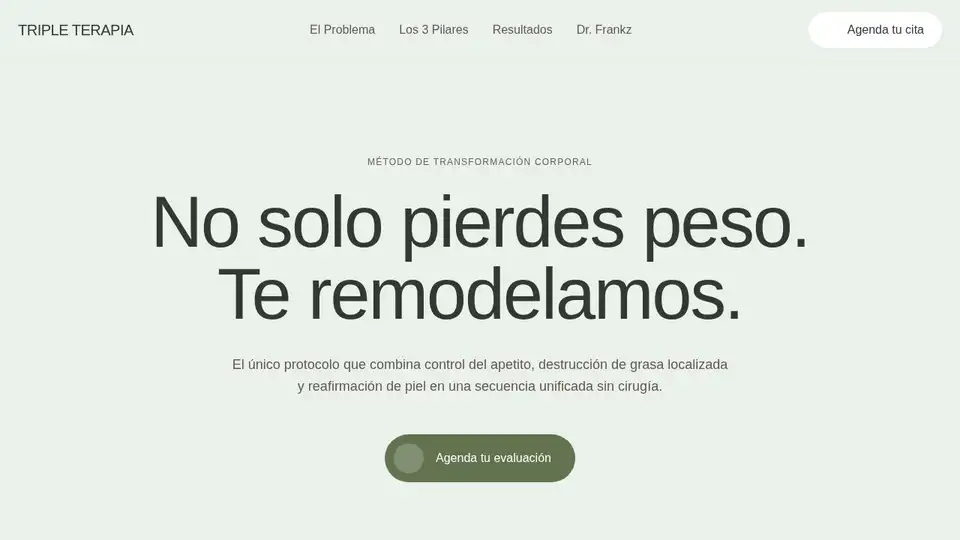 TRIPLE TERAPIA
El Problema
Los 3 Pilares
Resultados
Dr. Frankz
Agenda tu cita
MÉTODO DE TRANSFORMACIÓN CORPORAL
No solo pierdes peso.
Te remodelamos.
El único protocolo que combina control del apetito, destrucción de grasa localizada
y reafirmación de piel en una secuencia unificada sin cirugía.
Agenda tu evaluación